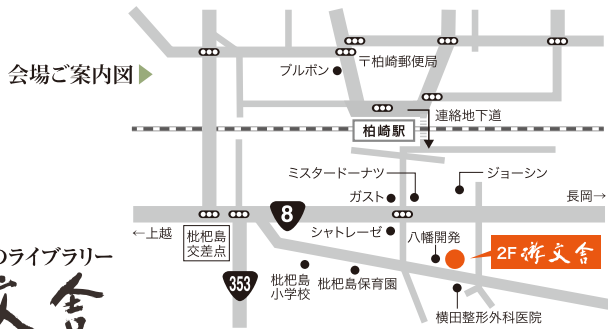 会場ご案内図
ブルボン
〒柏崎郵便局
連絡地下道
柏崎駅
ミスタードーナツ
ジョーシン
ガスト
長岡→
←上越
枇杷島
交差点
8
シャトレーゼ
八幡開発
2F
文舎
のライブラリー
文舎
353
枇杷島
小学校
枇杷島保育園
横田整形外科医院